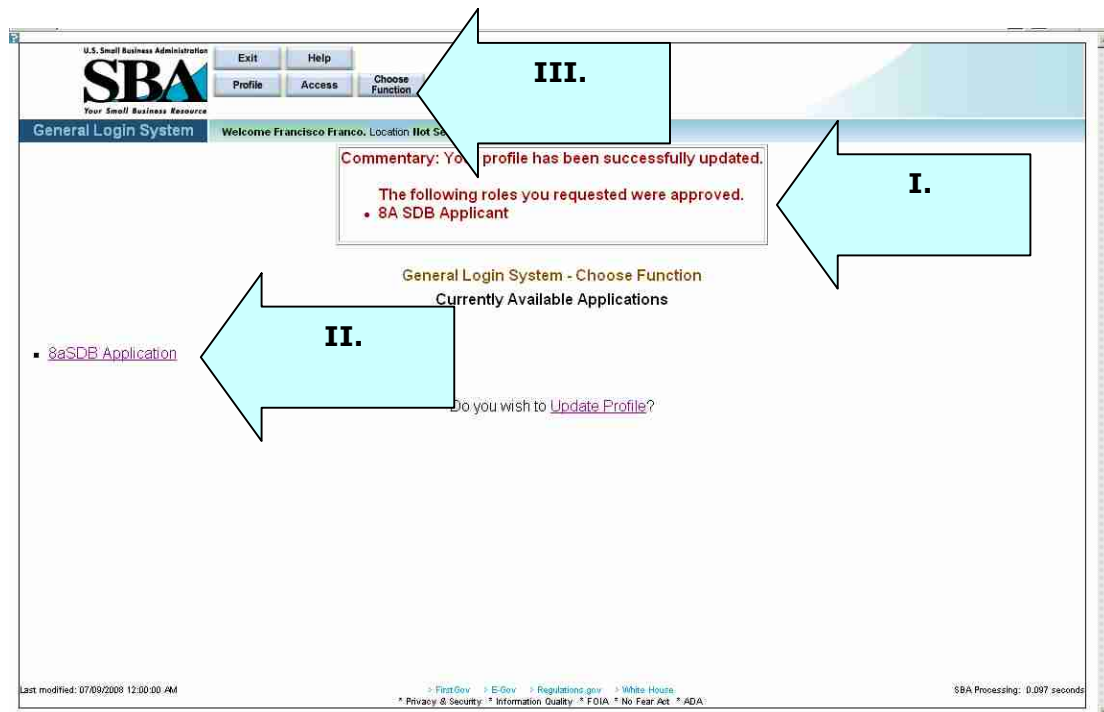 U.S. Small Business Administration
SBA
Your Small Business Resource
Exit Help
Profile Access Choose Function
III.
General Login System Welcome Francisco Franco. Location Not
I.
Commentary: profile has been successfully updated.
The following roles you requested were approved.
• 8A SDB Applicant
General Login System - Choose Function
Currently Available Applications
II.
▪ 8aSDB Application
Do you wish to Update Profile?
Last modified: 07/09/2008 12:00:00 AM
> FirstGov > E-Gov > Regulations.gov > White House
* Privacy & Security * Information Quality * FOIA * No Fear Act * ADA
SBA Processing: 0.097 seconds